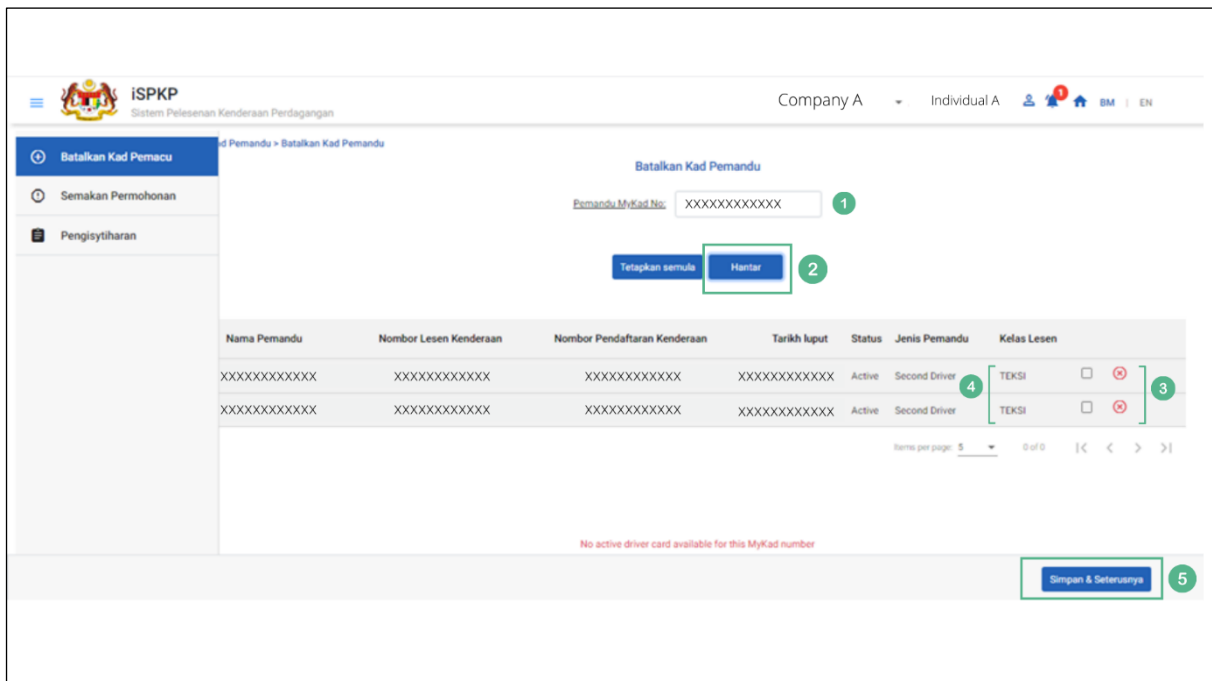 iSPKP
Sistem Pelesenan Kenderaan Perdagangan
Company A
Individual A
1
BM | EN
Batalkan Kad Pemacu
Semakan Permohonan
Pengisytiharan
d Pemandu > Batalkan Kad Pemandu
Batalkan Kad Pemandu
Pemandu MyKad No: XXXXXXXXXXXX 1
Tetapkan semula Hantar 2
Nama Pemandu Nombor Lesen Kenderaan Nombor Pendaftaran Kenderaan Tarikh luput Status Jenis Pemandu Kelas Lesen
XXXXXXXXXXXX XXXXXXXXXXXX XXXXXXXXXXXX XXXXXXXXXXXX Active Second Driver TEKSI
4 3
XXXXXXXXXXXX XXXXXXXXXXXX XXXXXXXXXXXX XXXXXXXXXXXX Active Second Driver TEKSI
Items per page: 5 0 of 0
No active driver card available for this MyKad number
Simpan & Seterusnya 5